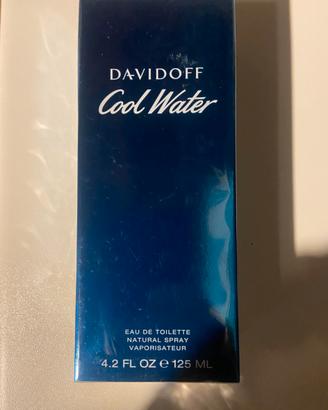 DAVIDOFF
Cool Water
EAU DE TOILETTE
NATURAL SPRAY
VAPORISATEUR
4.2 FL OZ ℮ 125 ML